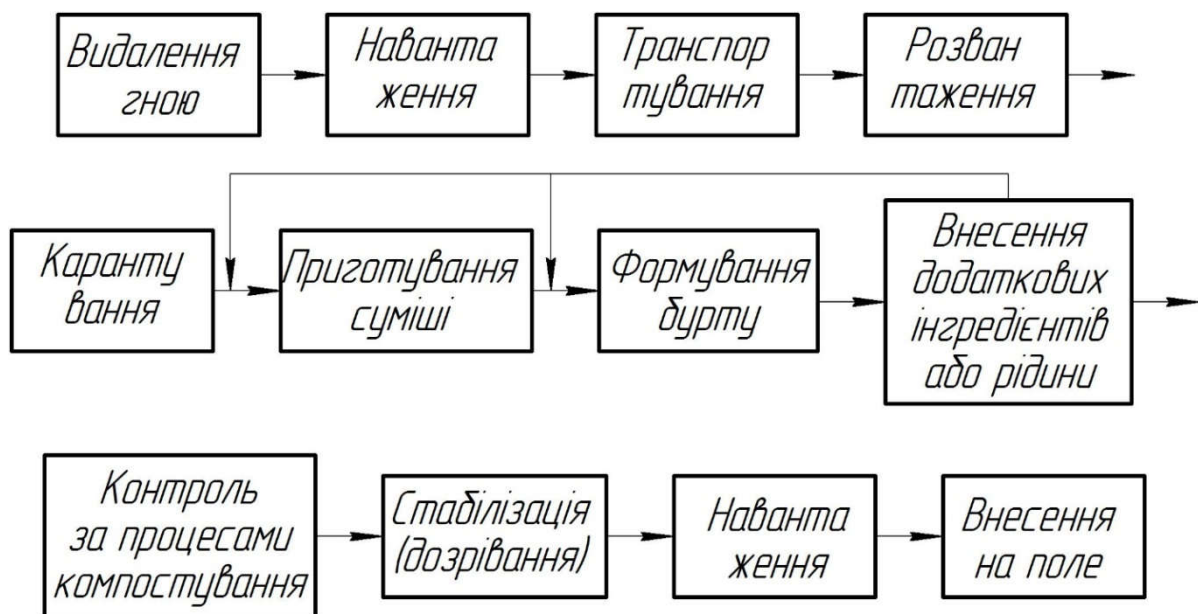 Видалення
гною
Наванта
ження
Транспор
тування
Розван
таження
Каранту
вання
Приготування
суміші
Формування
бурту
Внесення
додаткових
інгредієнтів
або рідини
Контроль
за процесами
компостування
Стабілізація
(дозрівання)
Наванта
ження
Внесення
на поле